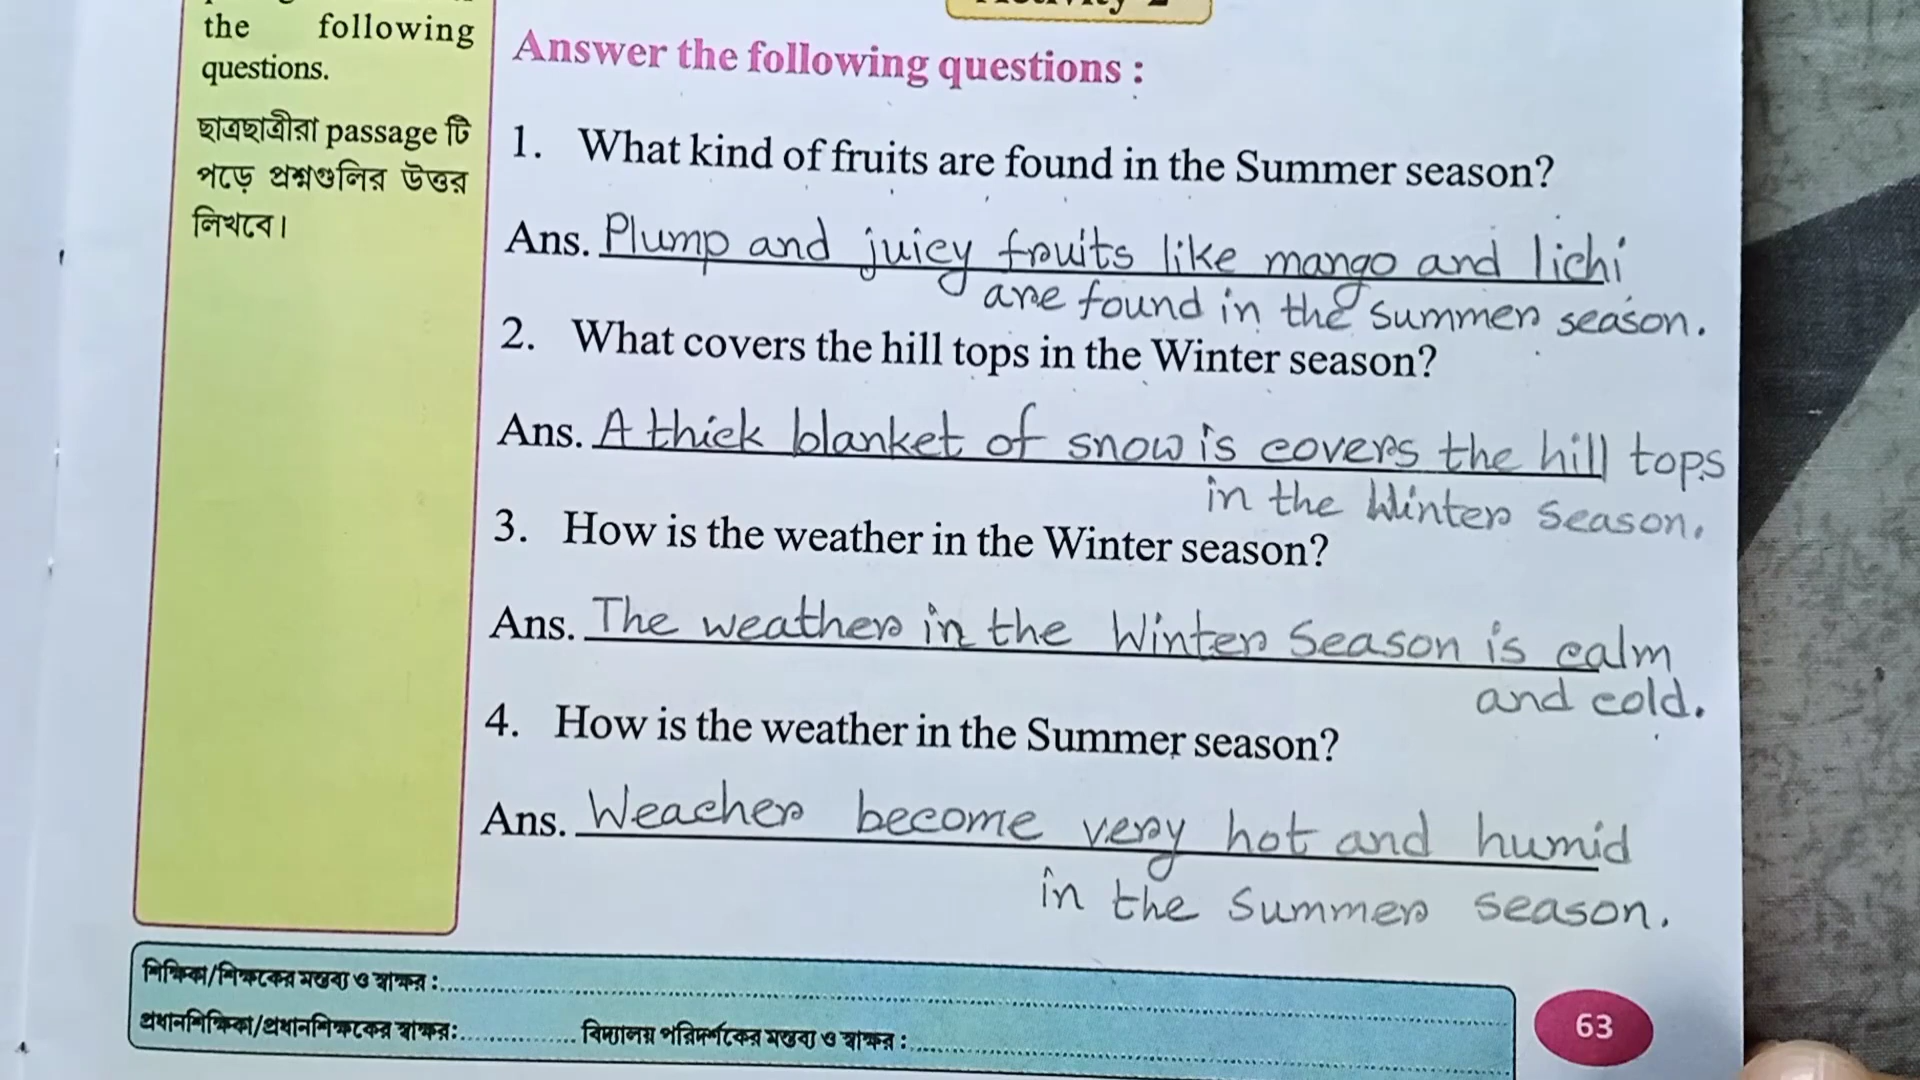 the following
questions.
ছাত্রছাত্রীরা passage টি
পড়ে প্রশ্নগুলির উত্তর
লিখবে।
Activity-2
Answer the following questions :
1. What kind of fruits are found in the Summer season?
Ans. Plump and juicy fruits like mango and lichi
are found in the summer season.
2. What covers the hill tops in the Winter season?
Ans. A thick blanket of snow is covers the hill tops
in the Winter season.
3. How is the weather in the Winter season?
Ans. The weather in the Winter Season is calm
and cold.
4. How is the weather in the Summer season?
Ans. Weacher become very hot and humid
in the summer season.
শিক্ষিকা/শিক্ষকের মন্তব্য ও স্বাক্ষর :
প্রধানশিক্ষিকা/প্রধানশিক্ষকের স্বাক্ষর: বিদ্যালয় পরিদর্শকের মন্তব্য ও স্বাক্ষর :
63